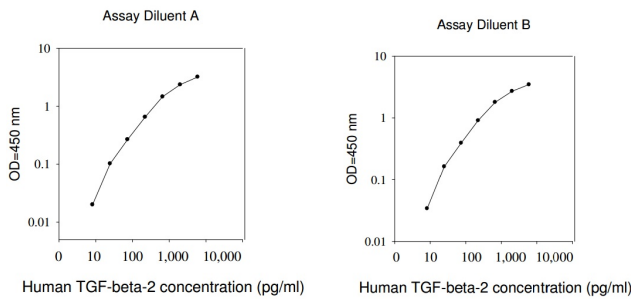 Assay Diluent A
10
1
0.1
0.01
OD=450 nm
0 10 100 1,000 10,000
Human TGF-beta-2 concentration (pg/ml)
Assay Diluent B
10
1
0.1
0.01
OD=450 nm
0 10 100 1,000 10,000
Human TGF-beta-2 concentration (pg/ml)